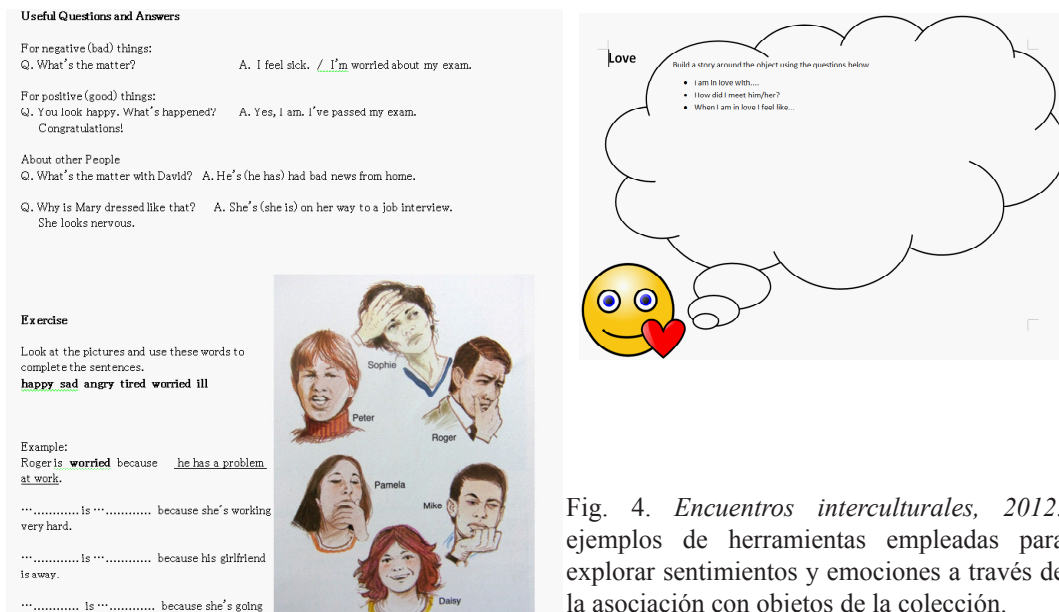 Useful Questions and Answers
For negative (bad) things:
Q. What's the matter? A. I feel sick. / I'm worried about my exam.
For positive (good) things:
Q. You look happy. What's happened? A. Yes, I am. I've passed my exam.
Congratulations!
About other People
Q. What's the matter with David? A. He's (he has) had bad news from home.
Q. Why is Mary dressed like that? A. She's (she is) on her way to a job interview.
She looks nervous.
Exercise
Look at the pictures and use these words to
complete the sentences.
happy sad angry tired worried ill
Example:
Roger is worried because he has a problem
at work.
…............ is …............ because she's working
very hard.
…............ is …............ because his girlfriend
is away.
…............ is …............ because she's going
Sophie
Peter
Roger
Pamela
Mike
Daisy
Love
Build a story around the object using the questions below
• I am in love with....
• How did I meet him/her?
• When I am in love I feel like...
Fig. 4. Encuentros interculturales, 2012.
ejemplos de herramientas empleadas para
explorar sentimientos y emociones a través de
la asociación con objetos de la colección.